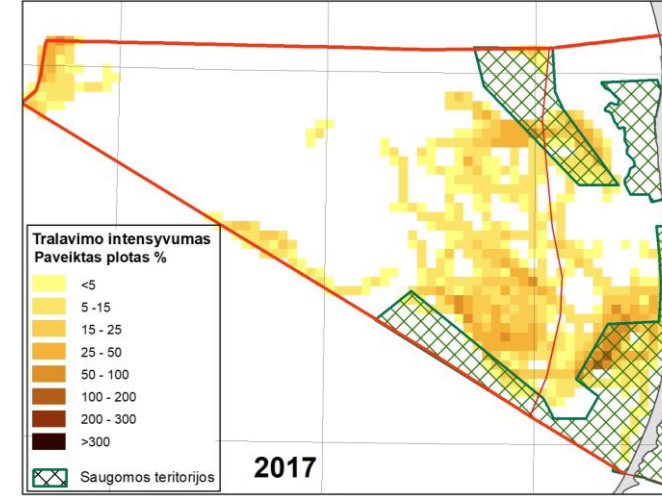 Tralavimo intensyvumas
Paveiktas plotas %
<5
5 -15
15 - 25
25 - 50
50 - 100
100 - 200
200 - 300
>300
Saugomos teritorijos
2017